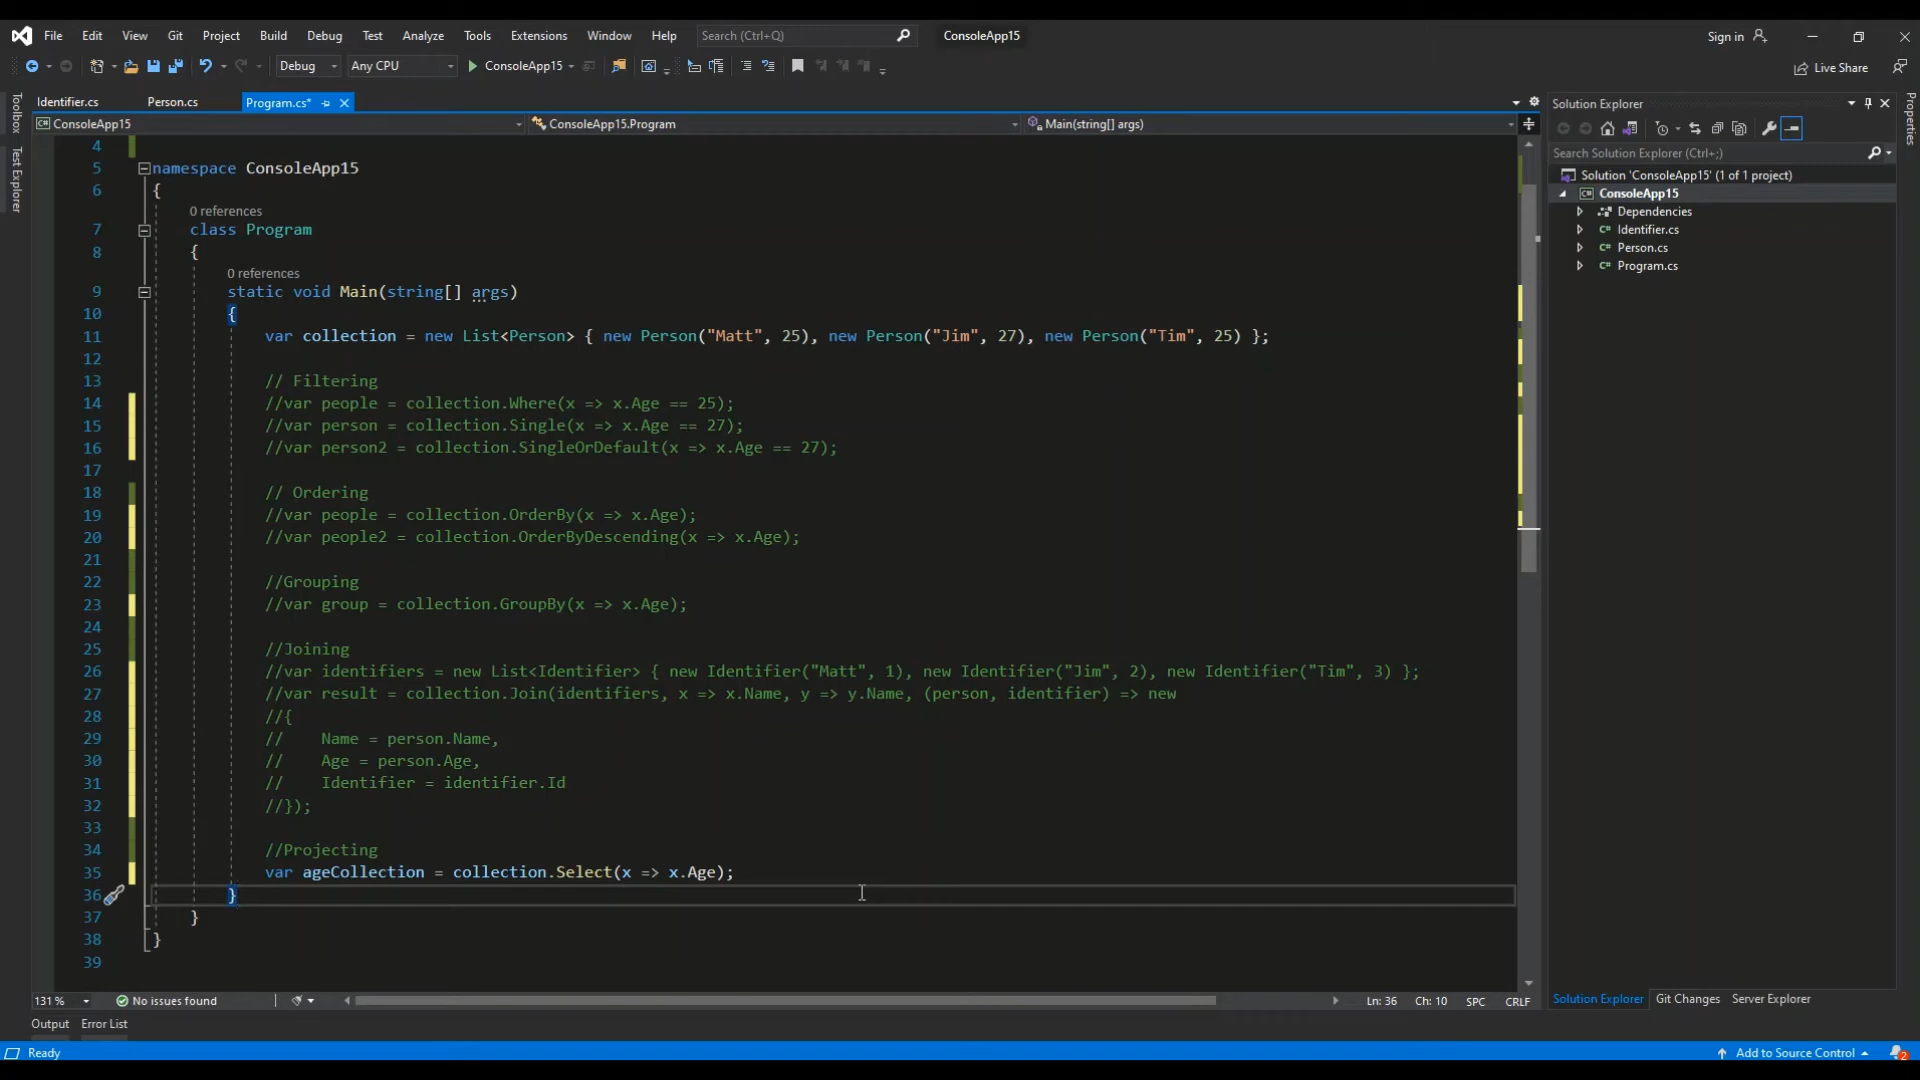 File Edit View Git Project Build Debug Test Analyze Tools Extensions Window Help Search (Ctrl+Q) ConsoleApp15 Sign in
Debug Any CPU ConsoleApp15 Live Share
Toolbox
Test Explorer
Identifier.cs Person.cs Program.cs*
ConsoleApp15 ConsoleApp15.Program Main(string[] args)
4
5 namespace ConsoleApp15
6 {
0 references
7 class Program
8 {
0 references
9 static void Main(string[] args)
10 {
11 var collection = new List<Person> { new Person("Matt", 25), new Person("Jim", 27), new Person("Tim", 25) };
12
13 // Filtering
14 //var people = collection.Where(x => x.Age == 25);
15 //var person = collection.Single(x => x.Age == 27);
16 //var person2 = collection.SingleOrDefault(x => x.Age == 27);
17
18 // Ordering
19 //var people = collection.OrderBy(x => x.Age);
20 //var people2 = collection.OrderByDescending(x => x.Age);
21
22 //Grouping
23 //var group = collection.GroupBy(x => x.Age);
24
25 //Joining
26 //var identifiers = new List<Identifier> { new Identifier("Matt", 1), new Identifier("Jim", 2), new Identifier("Tim", 3) };
27 //var result = collection.Join(identifiers, x => x.Name, y => y.Name, (person, identifier) => new
28 //{
29 // Name = person.Name,
30 // Age = person.Age,
31 // Identifier = identifier.Id
32 //});
33
34 //Projecting
35 var ageCollection = collection.Select(x => x.Age);
36 }
37 }
38 }
39
131 % No issues found Ln: 36 Ch: 10 SPC CRLF
Solution Explorer
Search Solution Explorer (Ctrl+;)
Solution 'ConsoleApp15' (1 of 1 project)
ConsoleApp15
Dependencies
Identifier.cs
Person.cs
Program.cs
Solution Explorer Git Changes Server Explorer
Properties
Output Error List
Ready Add to Source Control 2